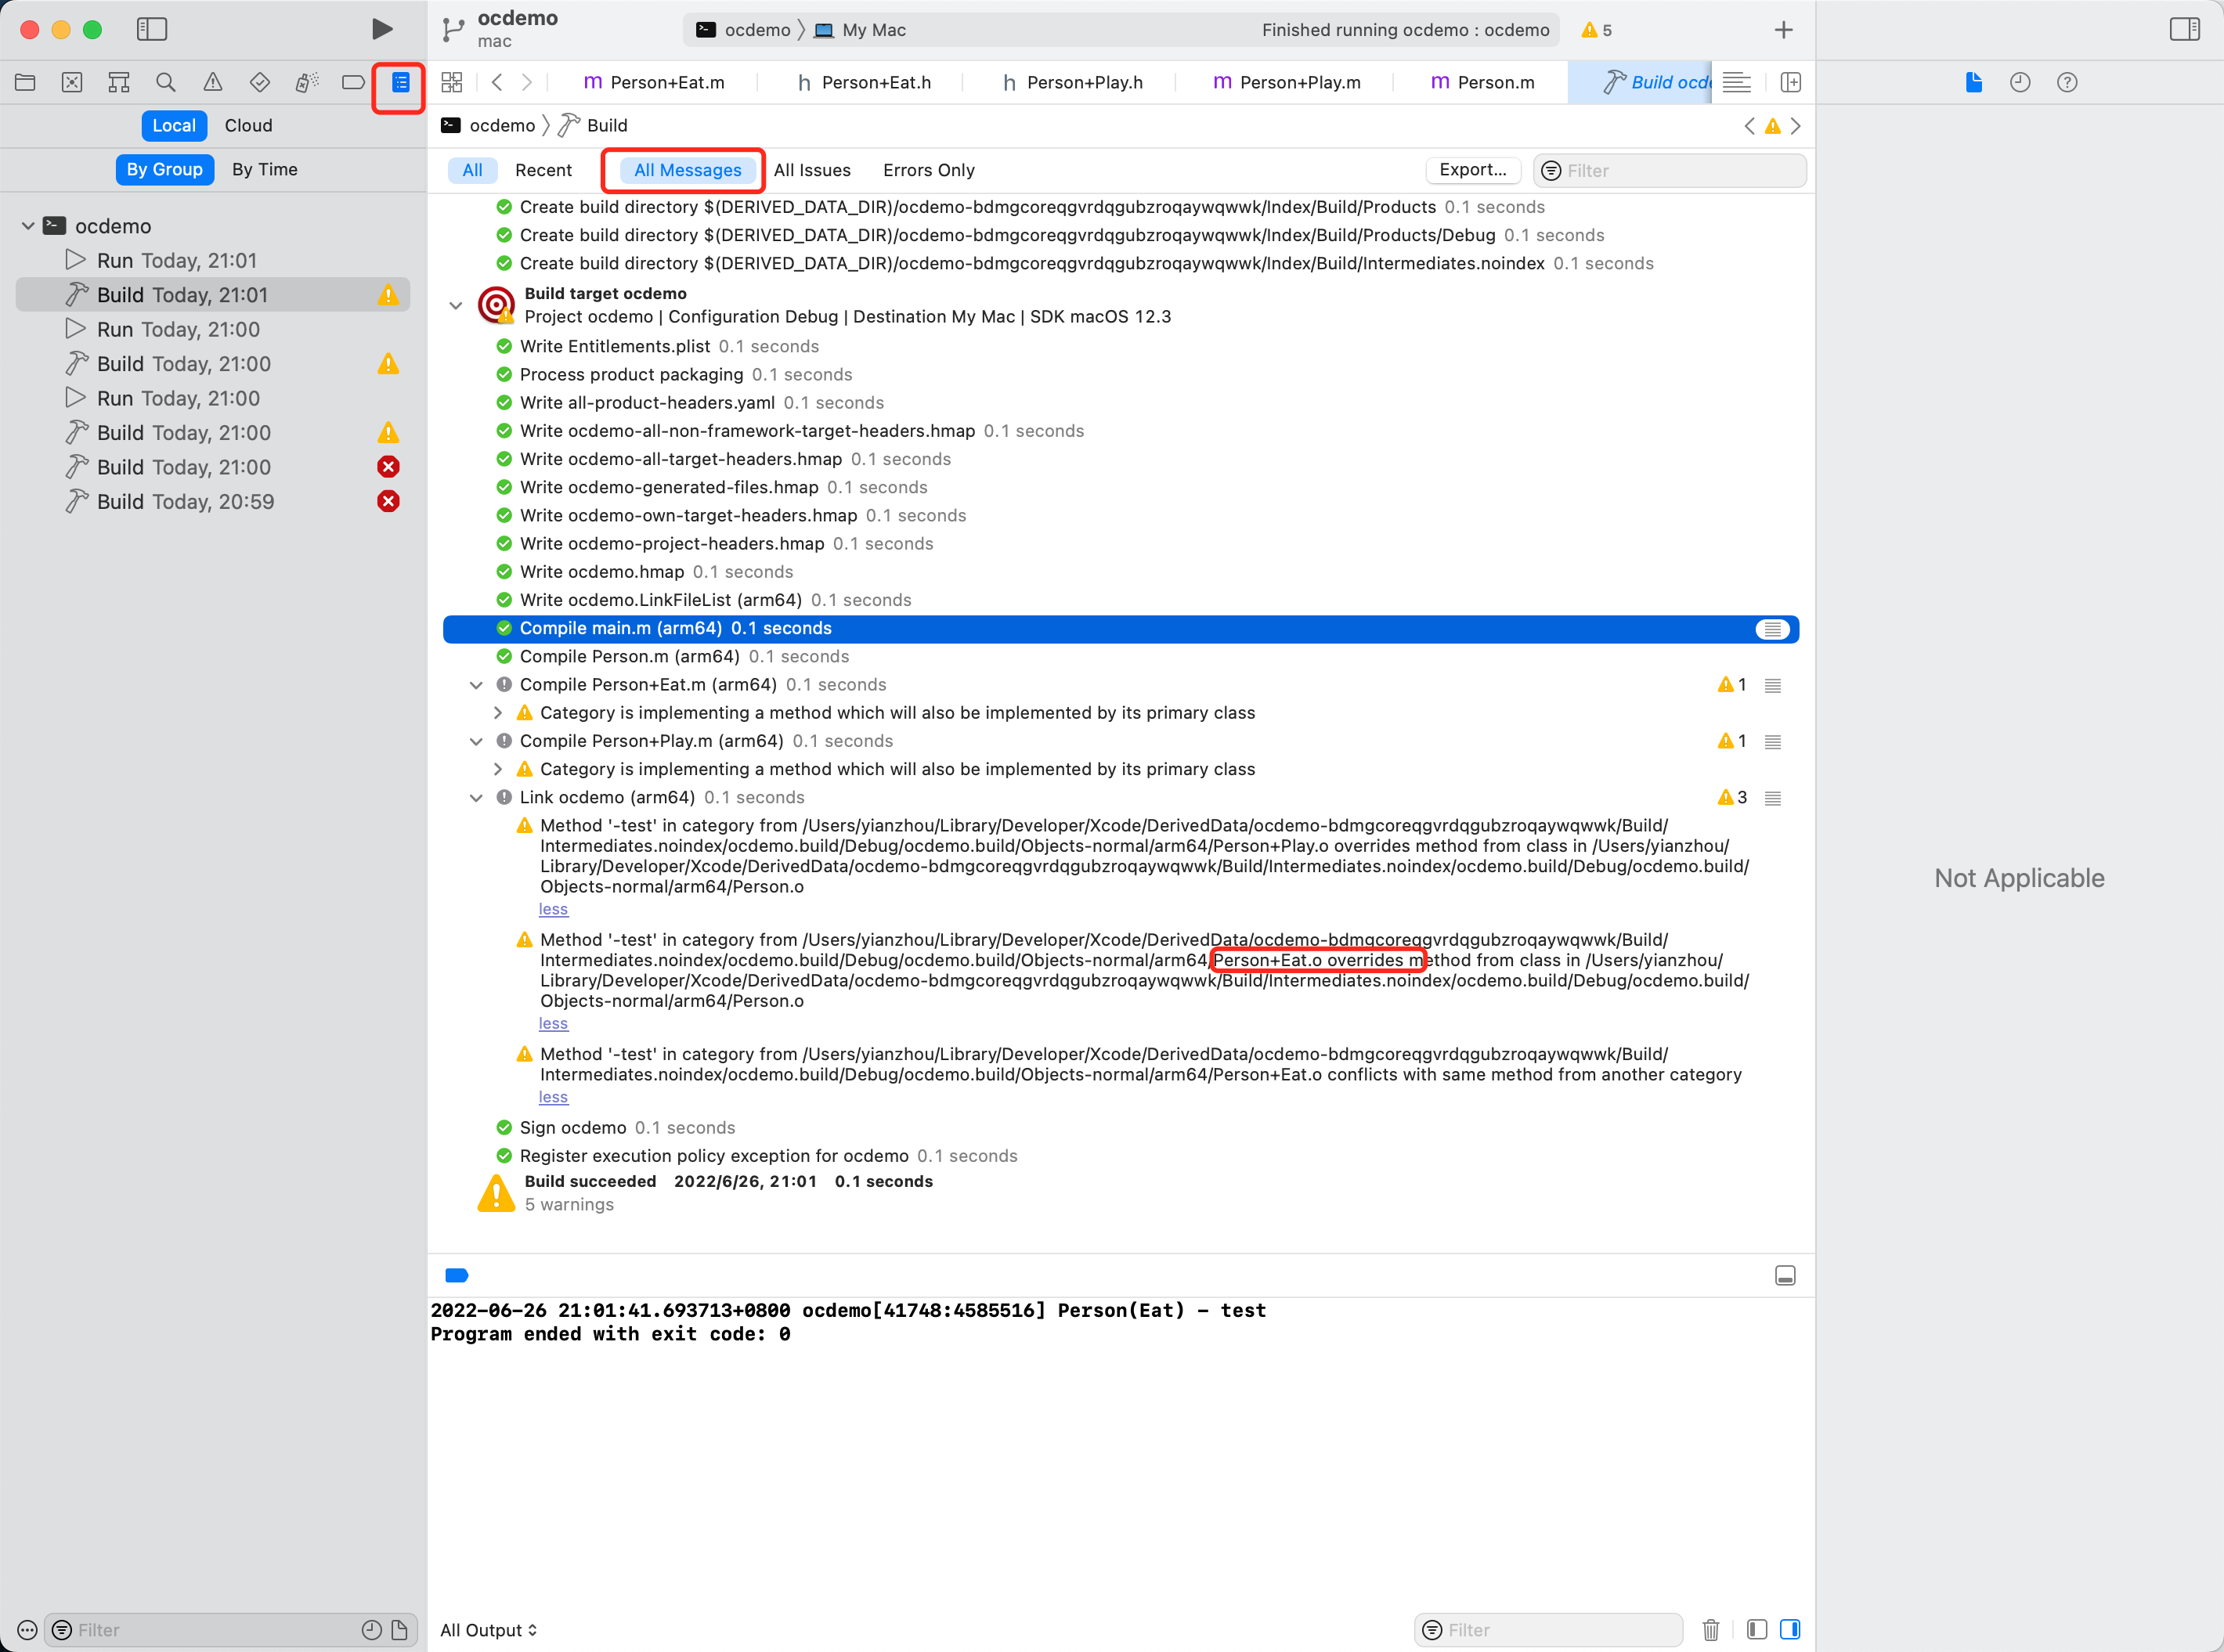 ocdemo
mac
ocdemo 〉 My Mac
Finished running ocdemo : ocdemo
5
Person+Eat.m
Person+Eat.h
Person+Play.h
Person+Play.m
Person.m
Build ocd
Local
Cloud
ocdemo 〉 Build
By Group
By Time
All
Recent
All Messages
All Issues
Errors Only
Export...
Filter
ocdemo
Run Today, 21:01
Build Today, 21:01
Run Today, 21:00
Build Today, 21:00
Run Today, 21:00
Build Today, 21:00
Build Today, 21:00
Build Today, 20:59
Create build directory $(DERIVED_DATA_DIR)/ocdemo-bdmgcoreqgvrdqgubzroqaywqwwk/Index/Build/Products 0.1 seconds
Create build directory $(DERIVED_DATA_DIR)/ocdemo-bdmgcoreqgvrdqgubzroqaywqwwk/Index/Build/Products/Debug 0.1 seconds
Create build directory $(DERIVED_DATA_DIR)/ocdemo-bdmgcoreqgvrdqgubzroqaywqwwk/Index/Build/Intermediates.noindex 0.1 seconds
Build target ocdemo
Project ocdemo | Configuration Debug | Destination My Mac | SDK macOS 12.3
Write Entitlements.plist 0.1 seconds
Process product packaging 0.1 seconds
Write all-product-headers.yaml 0.1 seconds
Write ocdemo-all-non-framework-target-headers.hmap 0.1 seconds
Write ocdemo-all-target-headers.hmap 0.1 seconds
Write ocdemo-generated-files.hmap 0.1 seconds
Write ocdemo-own-target-headers.hmap 0.1 seconds
Write ocdemo-project-headers.hmap 0.1 seconds
Write ocdemo.hmap 0.1 seconds
Write ocdemo.LinkFileList (arm64) 0.1 seconds
Compile main.m (arm64) 0.1 seconds
Compile Person.m (arm64) 0.1 seconds
Compile Person+Eat.m (arm64) 0.1 seconds 1
Category is implementing a method which will also be implemented by its primary class
Compile Person+Play.m (arm64) 0.1 seconds 1
Category is implementing a method which will also be implemented by its primary class
Link ocdemo (arm64) 0.1 seconds 3
Method '-test' in category from /Users/yianzhou/Library/Developer/Xcode/DerivedData/ocdemo-bdmgcoreqgvrdqgubzroqaywqwwk/Build/
Intermediates.noindex/ocdemo.build/Debug/ocdemo.build/Objects-normal/arm64/Person+Play.o overrides method from class in /Users/yianzhou/
Library/Developer/Xcode/DerivedData/ocdemo-bdmgcoreqgvrdqgubzroqaywqwwk/Build/Intermediates.noindex/ocdemo.build/Debug/ocdemo.build/
Objects-normal/arm64/Person.o
less
Method '-test' in category from /Users/yianzhou/Library/Developer/Xcode/DerivedData/ocdemo-bdmgcoreqgvrdqgubzroqaywqwwk/Build/
Intermediates.noindex/ocdemo.build/Debug/ocdemo.build/Objects-normal/arm64/Person+Eat.o overrides method from class in /Users/yianzhou/
Library/Developer/Xcode/DerivedData/ocdemo-bdmgcoreqgvrdqgubzroqaywqwwk/Build/Intermediates.noindex/ocdemo.build/Debug/ocdemo.build/
Objects-normal/arm64/Person.o
less
Method '-test' in category from /Users/yianzhou/Library/Developer/Xcode/DerivedData/ocdemo-bdmgcoreqgvrdqgubzroqaywqwwk/Build/
Intermediates.noindex/ocdemo.build/Debug/ocdemo.build/Objects-normal/arm64/Person+Eat.o conflicts with same method from another category
less
Sign ocdemo 0.1 seconds
Register execution policy exception for ocdemo 0.1 seconds
Build succeeded 2022/6/26, 21:01 0.1 seconds
5 warnings
Not Applicable
2022-06-26 21:01:41.693713+0800 ocdemo[41748:4585516] Person(Eat) - test
Program ended with exit code: 0
Filter
All Output
Filter